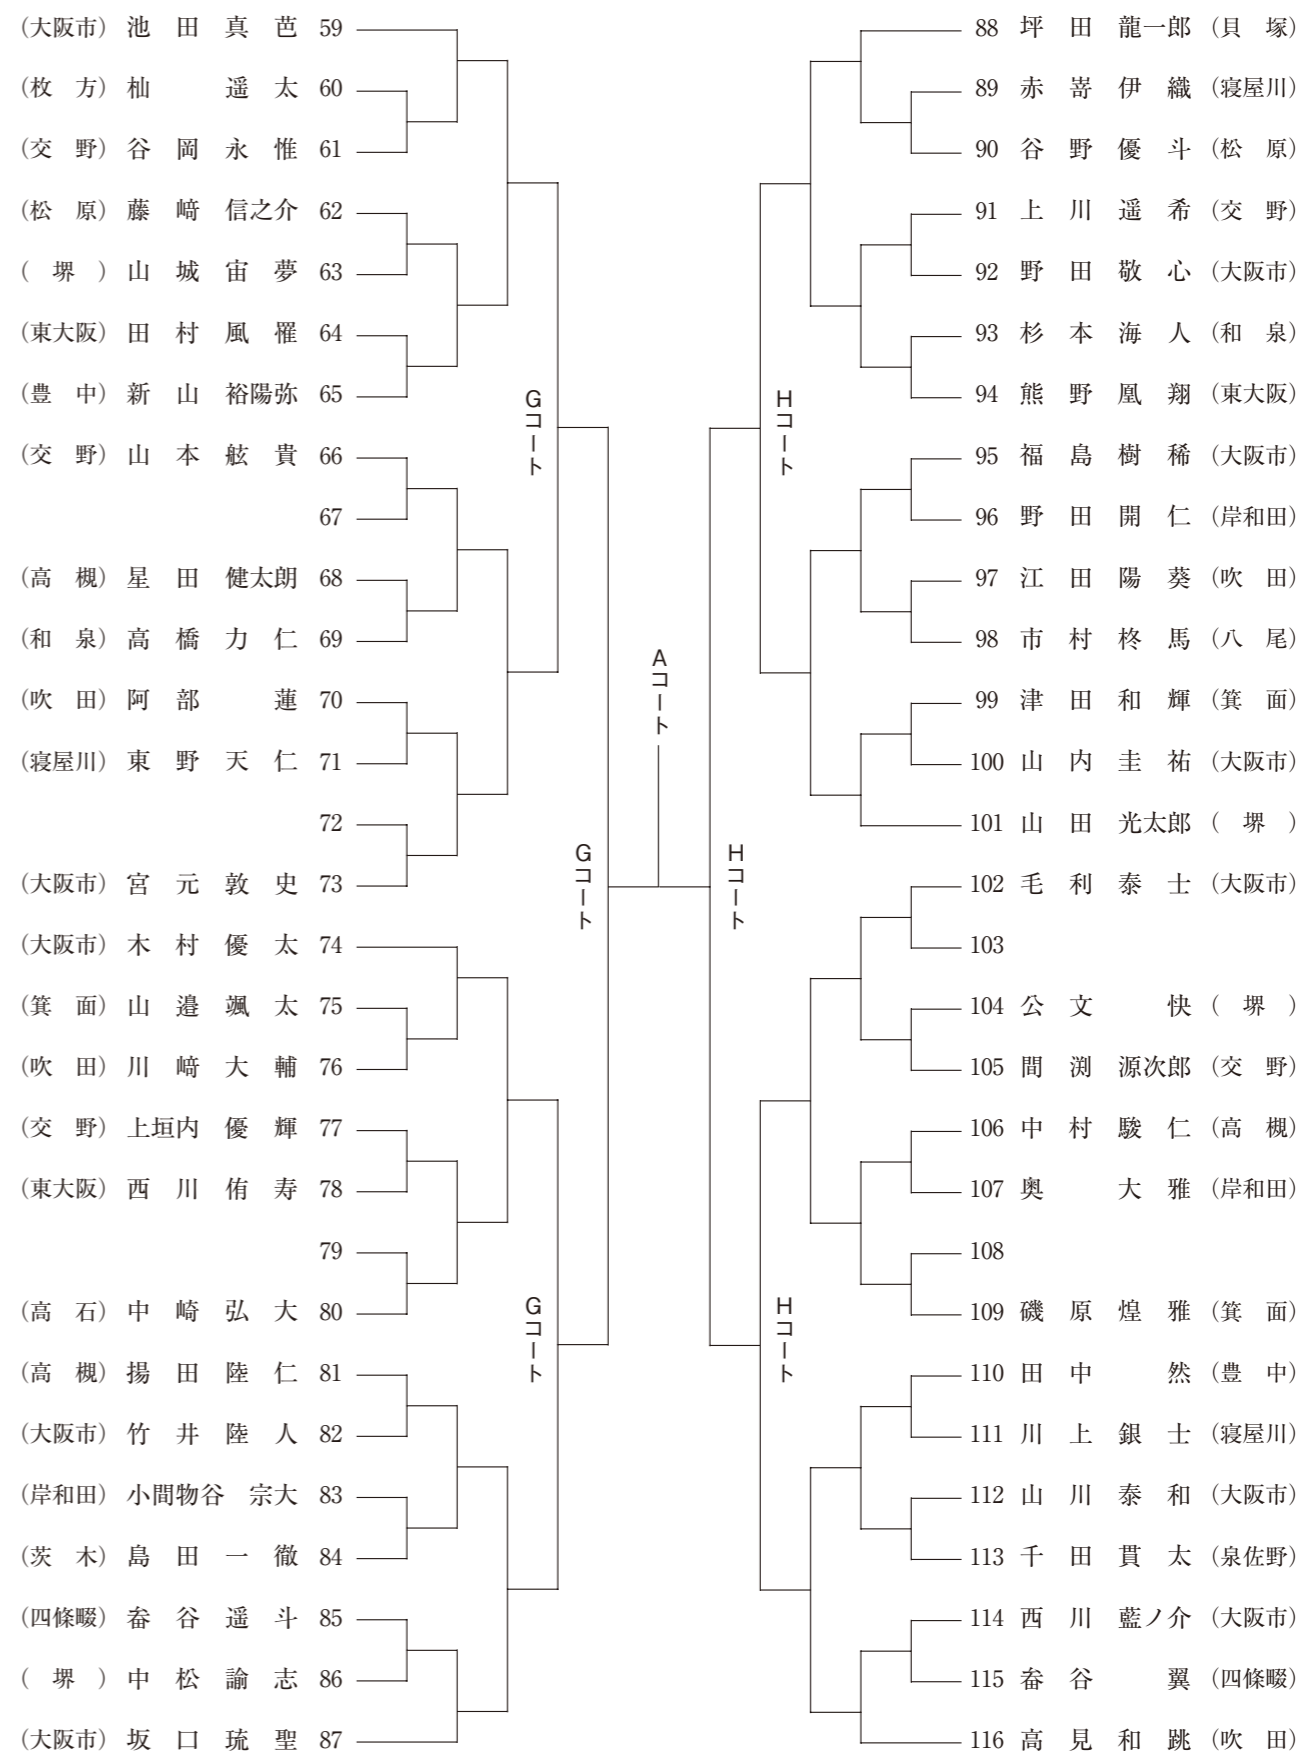 (大阪市) 池田真芭 59
(枚方) 杣遥太 60
(交野) 谷岡永惟 61
(松原) 藤﨑信之介 62
(堺) 山城宙夢 63
(東大阪) 田村風罹 64
(豊中) 新山裕陽弥 65
(交野) 山本舷貴 66
67
(高槻) 星田健太朗 68
(和泉) 高橋力仁 69
(吹田) 阿部蓮 70
(寝屋川) 東野天仁 71
72
(大阪市) 宮元敦史 73
(大阪市) 木村優太 74
(箕面) 山邉颯太 75
(吹田) 川﨑大輔 76
(交野) 上垣内優輝 77
(東大阪) 西川侑寿 78
79
(高石) 中崎弘大 80
(高槻) 揚田陸仁 81
(大阪市) 竹井陸人 82
(岸和田) 小間物谷宗大 83
(茨木) 島田一徹 84
(四條畷) 畚谷遥斗 85
(堺) 中松諭志 86
(大阪市) 坂口琉聖 87
Gコート
Gコート
Gコート
Aコート
Hコート
Hコート
Hコート
88 坪田龍一郎 (貝塚)
89 赤嵜伊織 (寝屋川)
90 谷野優斗 (松原)
91 上川遥希 (交野)
92 野田敬心 (大阪市)
93 杉本海人 (和泉)
94 熊野凰翔 (東大阪)
95 福島樹稀 (大阪市)
96 野田開仁 (岸和田)
97 江田陽葵 (吹田)
98 市村柊馬 (八尾)
99 津田和輝 (箕面)
100 山内圭祐 (大阪市)
101 山田光太郎 (堺)
102 毛利泰士 (大阪市)
103
104 公文快 (堺)
105 間渕源次郎 (交野)
106 中村駿仁 (高槻)
107 奥大雅 (岸和田)
108
109 磯原煌雅 (箕面)
110 田中然 (豊中)
111 川上銀士 (寝屋川)
112 山川泰和 (大阪市)
113 千田貫太 (泉佐野)
114 西川藍ノ介 (大阪市)
115 畚谷翼 (四條畷)
116 高見和跳 (吹田)